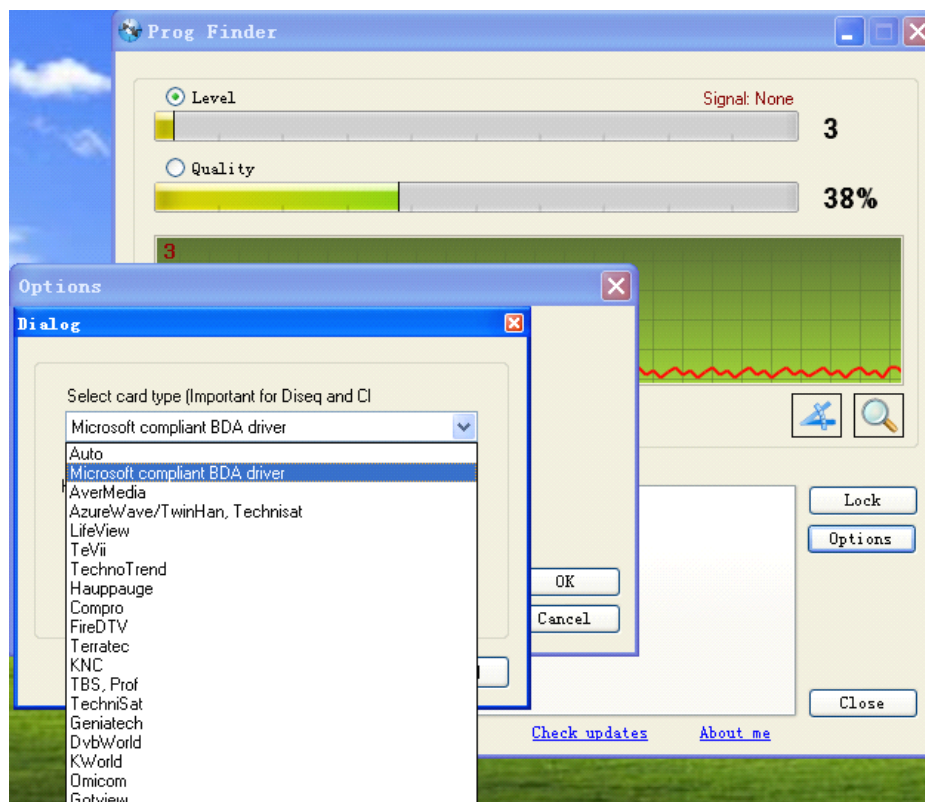 Prog Finder
Level
Signal: None
3
Quality
38%
3
Options
Dialog
Select card type (Important for Diseq and CI
Microsoft compliant BDA driver
Auto
Microsoft compliant BDA driver
AverMedia
AzureWave/TwinHan, Technisat
LifeView
TeVii
TechnoTrend
Hauppauge
Compro
FireDTV
Terratec
KNC
TBS, Prof
TechniSat
Geniatech
DvbWorld
KWorld
Omicom
Gotview
OK
Cancel
Lock
Options
Close
Check updates
About me